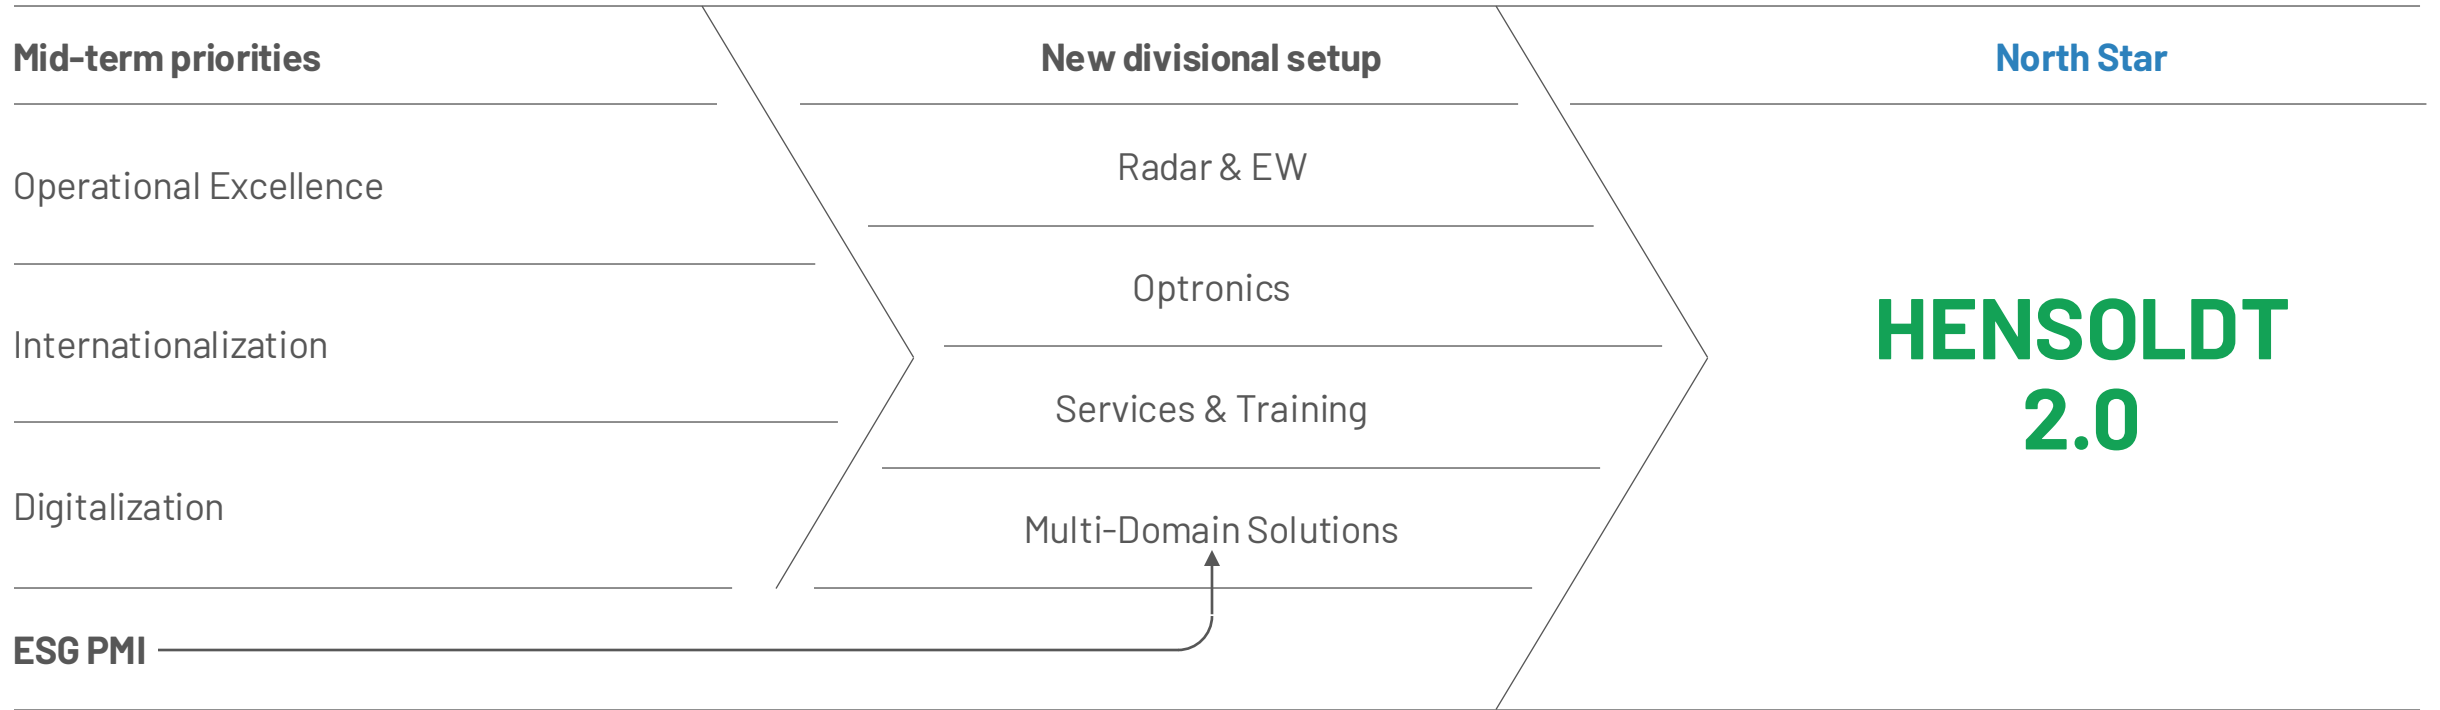 Mid-term priorities
Operational Excellence
Internationalization
Digitalization
ESG PMI
New divisional setup
Radar & EW
Optronics
Services & Training
Multi-Domain Solutions
North Star
HENSOLDT
2.0